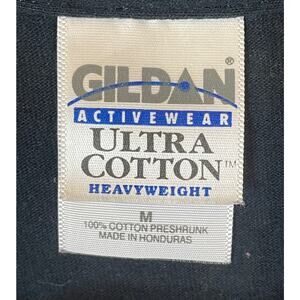 GILDAN®
ACTIVEWEAR
ULTRA
COTTON™
HEAVYWEIGHT
M
100% COTTON PRESHRUNK
MADE IN HONDURAS